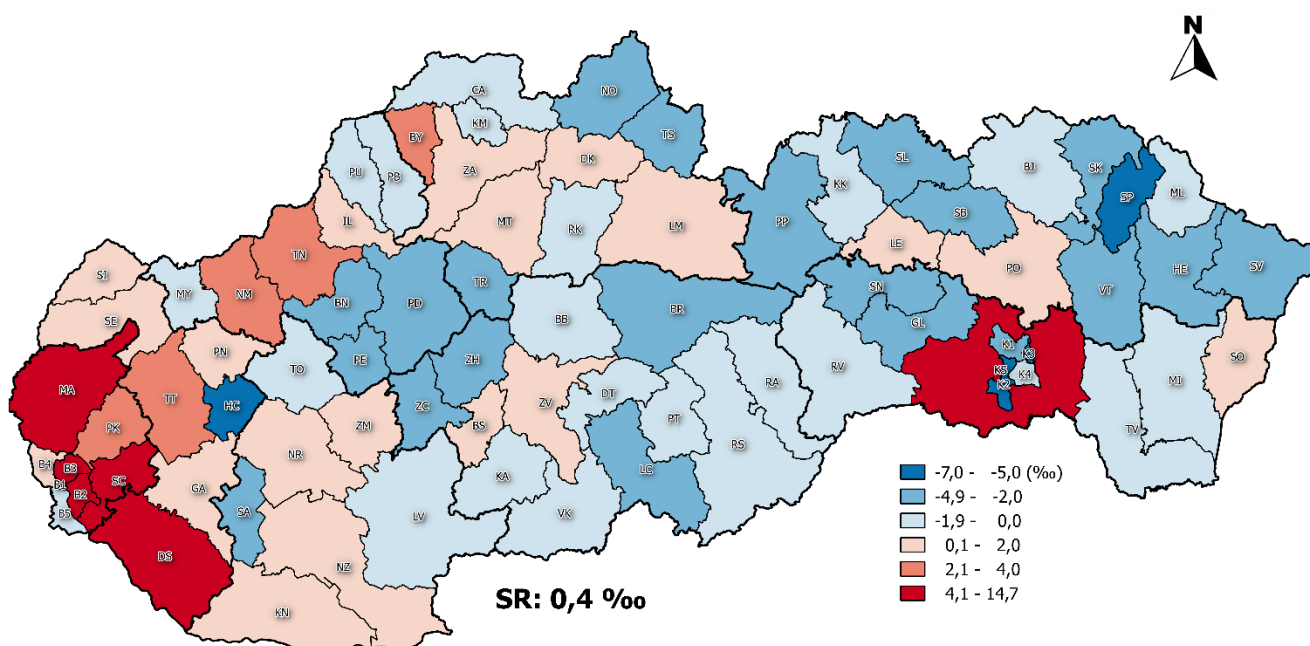 N
CA
NO
KM
TS
BY
PU
PB
ZA
DK
KK
SL
BJ
SK
SP
ML
IL
MT
RK
LM
PP
SB
LE
PO
HE
SV
TN
SI
MY
NM
BN
PD
TR
SN
VT
SE
BB
BR
GL
PN
TO
PE
ZH
K1
K3
SO
MA
TT
HC
ZC
DT
RA
RV
K5
K4
K2
MI
PK
ZM
BS
ZV
PT
B4
B3
SC
NR
RS
TV
B1
B2
GA
KA
LC
B5
SA
LV
VK
DS
NZ
KN
SR: 0,4 ‰
-7,0 - -5,0 (‰)
-4,9 - -2,0
-1,9 - 0,0
0,1 - 2,0
2,1 - 4,0
4,1 - 14,7